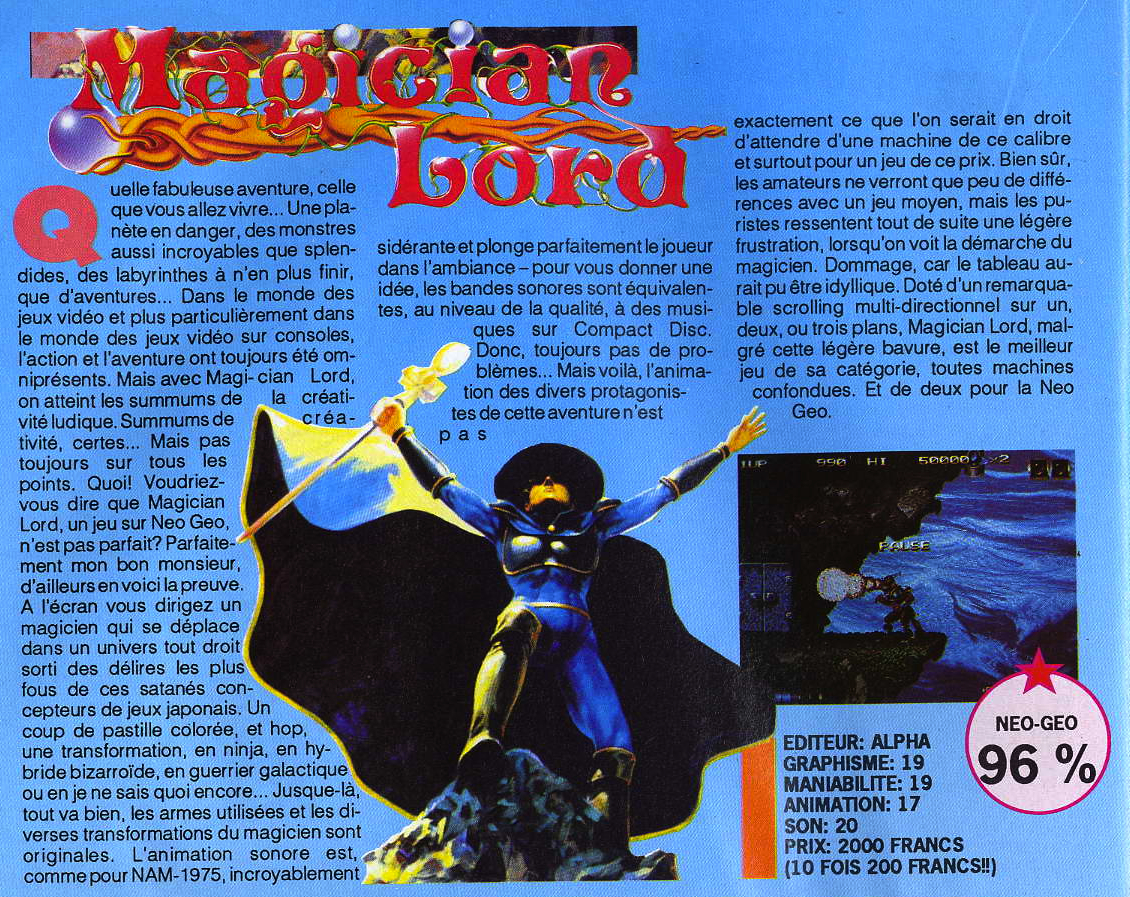 Magician
Lord
Quelle fabuleuse aventure, celle
que vous allez vivre... Une pla-
nète en danger, des monstres
aussi incroyables que splen-
dides, des labyrinthes à n'en plus finir,
que d'aventures... Dans le monde des
jeux vidéo et plus particulièrement dans
le monde des jeux vidéo sur consoles,
l'action et l'aventure ont toujours été om-
niprésents. Mais avec Magi- cian Lord,
on atteint les summums de la créati-
vité ludique. Summums de créa-
tivité, certes... Mais pas
toujours sur tous les
points. Quoi! Voudriez-
vous dire que Magician
Lord, un jeu sur Neo Geo,
n'est pas parfait? Parfaite-
ment mon bon monsieur,
d'ailleurs en voici la preuve.
A l'écran vous dirigez un
magicien qui se déplace
dans un univers tout droit
sorti des délires les plus
fous de ces satanés con-
cepteurs de jeux japonais. Un
coup de pastille colorée, et hop,
une transformation, en ninja, en hy-
bride bizarroïde, en guerrier galactique
ou en je ne sais quoi encore... Jusque-là,
tout va bien, les armes utilisées et les di-
verses transformations du magicien sont
originales. L'animation sonore est,
comme pour NAM-1975, incroyablement
sidérante et plonge parfaitement le joueur
dans l'ambiance – pour vous donner une
idée, les bandes sonores sont équivalen-
tes, au niveau de la qualité, à des musi-
ques sur Compact Disc.
Donc, toujours pas de pro-
blèmes... Mais voilà, l'anima-
tion des divers protagonis-
tes de cette aventure n'est
pas
exactement ce que l'on serait en droit
d'attendre d'une machine de ce calibre
et surtout pour un jeu de ce prix. Bien sûr,
les amateurs ne verront que peu de diffé-
rences avec un jeu moyen, mais les pu-
ristes ressentent tout de suite une légère
frustration, lorsqu'on voit la démarche du
magicien. Dommage, car le tableau au-
rait pu être idyllique. Doté d'un remarqua-
ble scrolling multi-directionnel sur un,
deux, ou trois plans, Magician Lord, mal-
gré cette légère bavure, est le meilleur
jeu de sa catégorie, toutes machines
confondues. Et de deux pour la Neo
Geo.
1UP 990 HI 50000 x2
PAUSE
NEO-GEO
96 %
EDITEUR: ALPHA
GRAPHISME: 19
MANIABILITE: 19
ANIMATION: 17
SON: 20
PRIX: 2000 FRANCS
(10 FOIS 200 FRANCS!!)